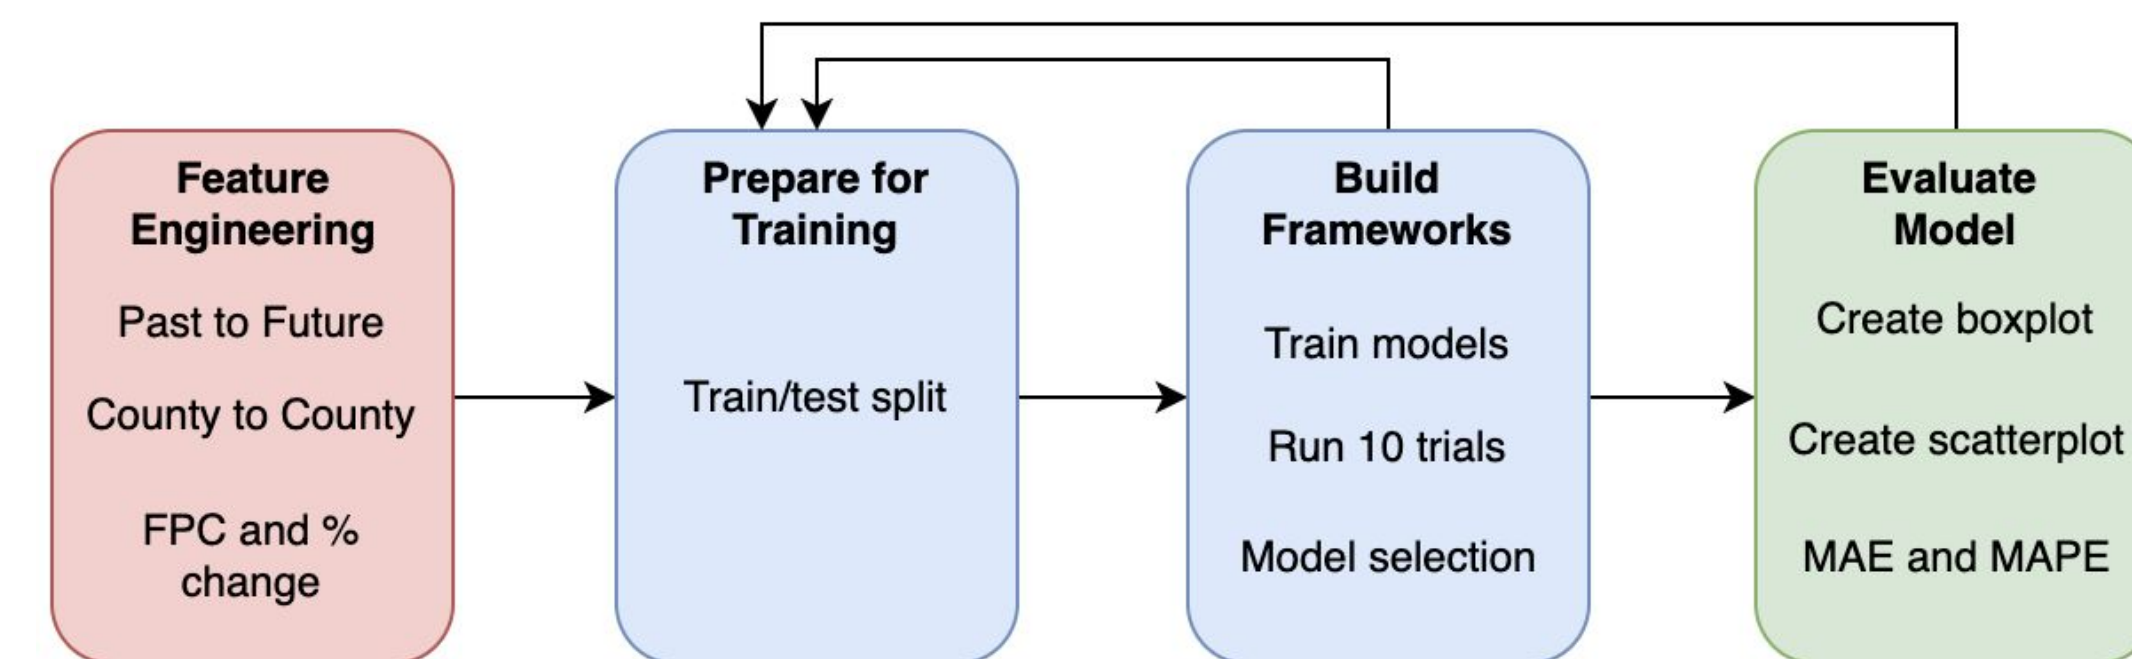 Feature
Engineering
Past to Future
County to County
FPC and %
change
Prepare for
Training
Train/test split
Build
Frameworks
Train models
Run 10 trials
Model selection
Evaluate
Model
Create boxplot
Create scatterplot
MAE and MAPE